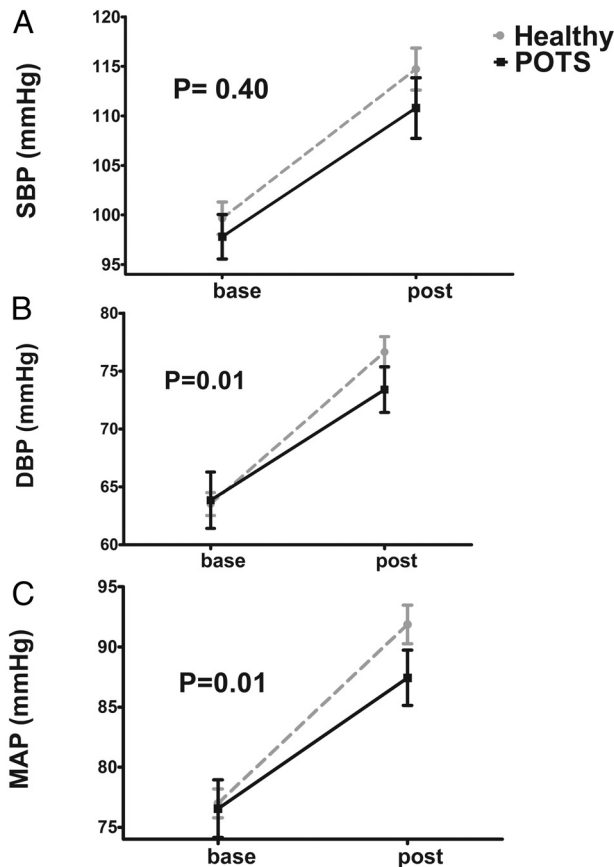 A
120
115
110
105
100
95
SBP (mmHg)
P= 0.40
Healthy
POTS
base post
B
80
75
70
65
60
DBP (mmHg)
P=0.01
base post
C
95
90
85
80
75
MAP (mmHg)
P=0.01
base post